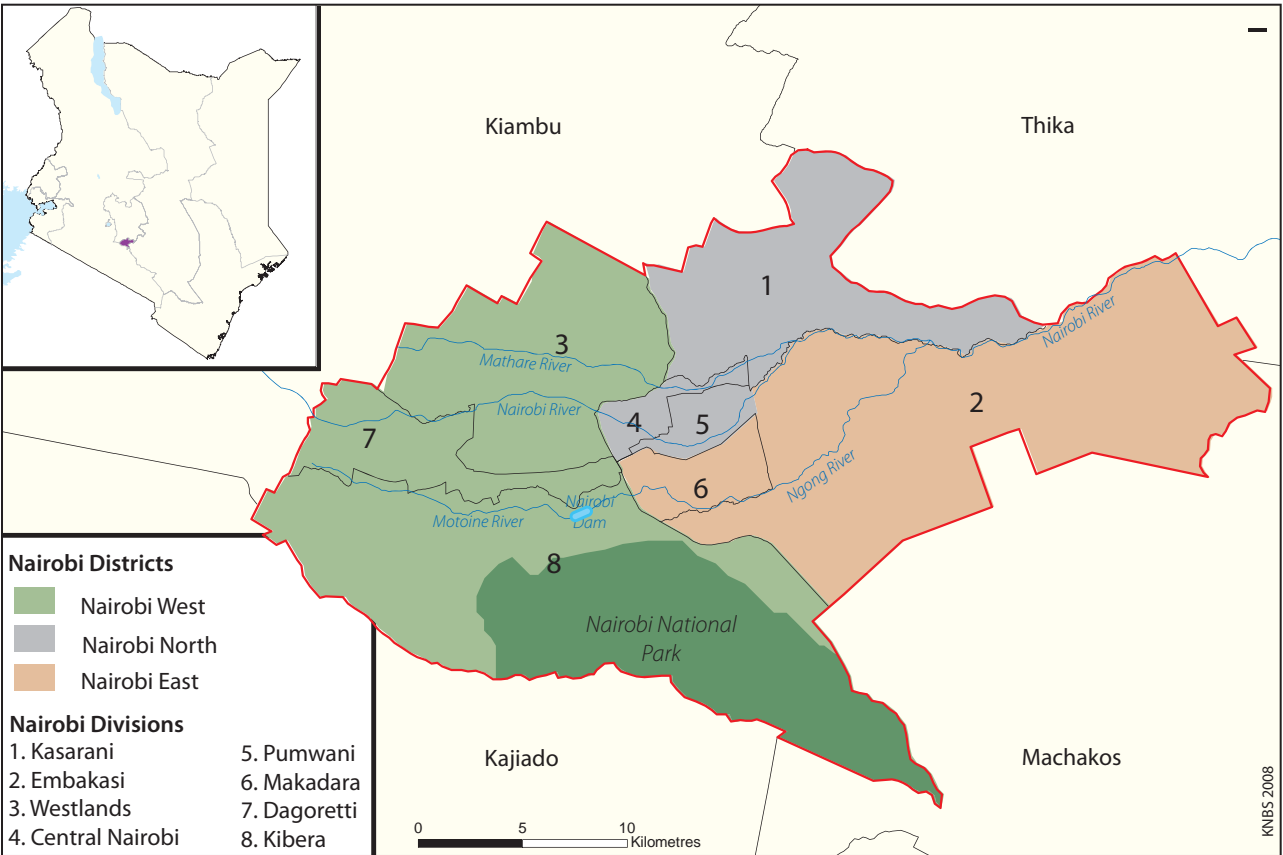 Kiambu
Thika
1
3
Mathare River
Nairobi River
Nairobi River
2
4
5
7
6
Ngong River
Nairobi
Dam
Motoine River
8
Nairobi National
Park
Kajiado
Machakos
Nairobi Districts
Nairobi West
Nairobi North
Nairobi East
Nairobi Divisions
1. Kasarani
2. Embakasi
3. Westlands
4. Central Nairobi
5. Pumwani
6. Makadara
7. Dagoretti
8. Kibera
0 5 10
Kilometres
KNBS 2008